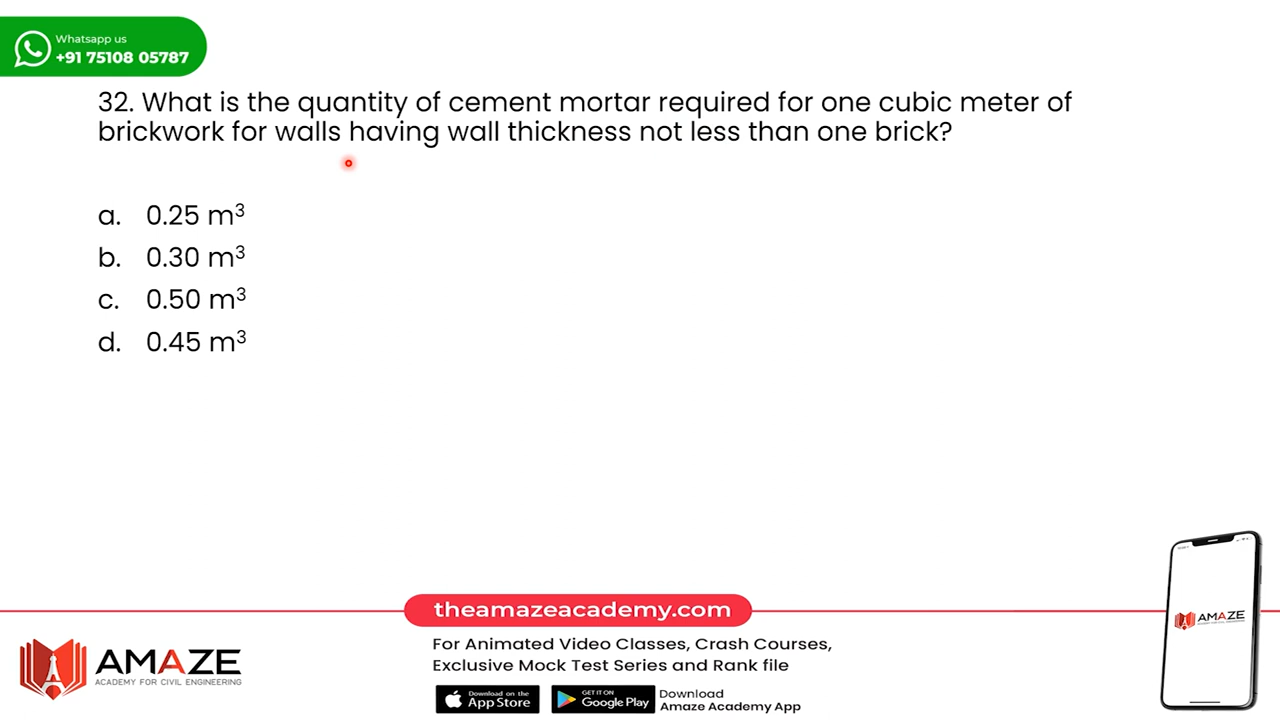 Whatsapp us
+91 75108 05787
32. What is the quantity of cement mortar required for one cubic meter of
brickwork for walls having wall thickness not less than one brick?
a. 0.25 m³
b. 0.30 m³
c. 0.50 m³
d. 0.45 m³
theamazeacademy.com
AMAZE
ACADEMY FOR CIVIL ENGINEERING
For Animated Video Classes, Crash Courses,
Exclusive Mock Test Series and Rank file
Download on the
App Store
GET IT ON
Google Play
Download
Amaze Academy App
AMAZE